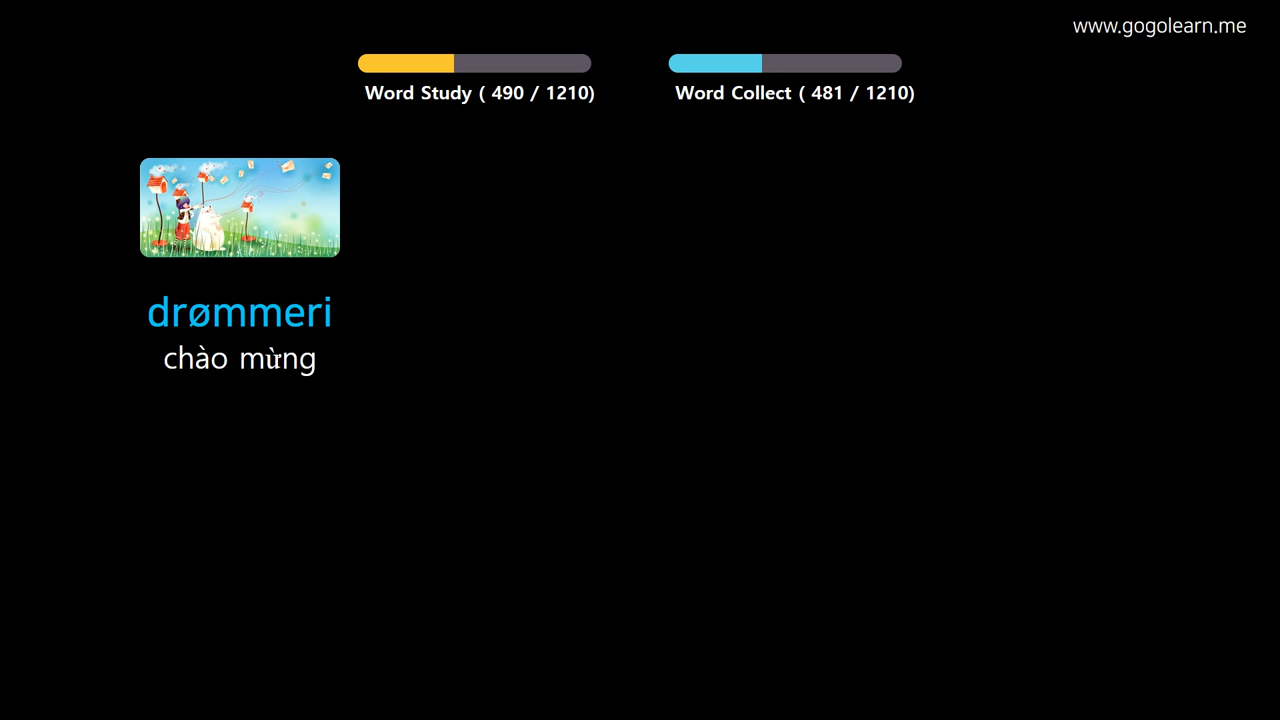 www.gogolearn.me
Word Study ( 490 / 1210)
Word Collect ( 481 / 1210)
drømmeri
chào mừng